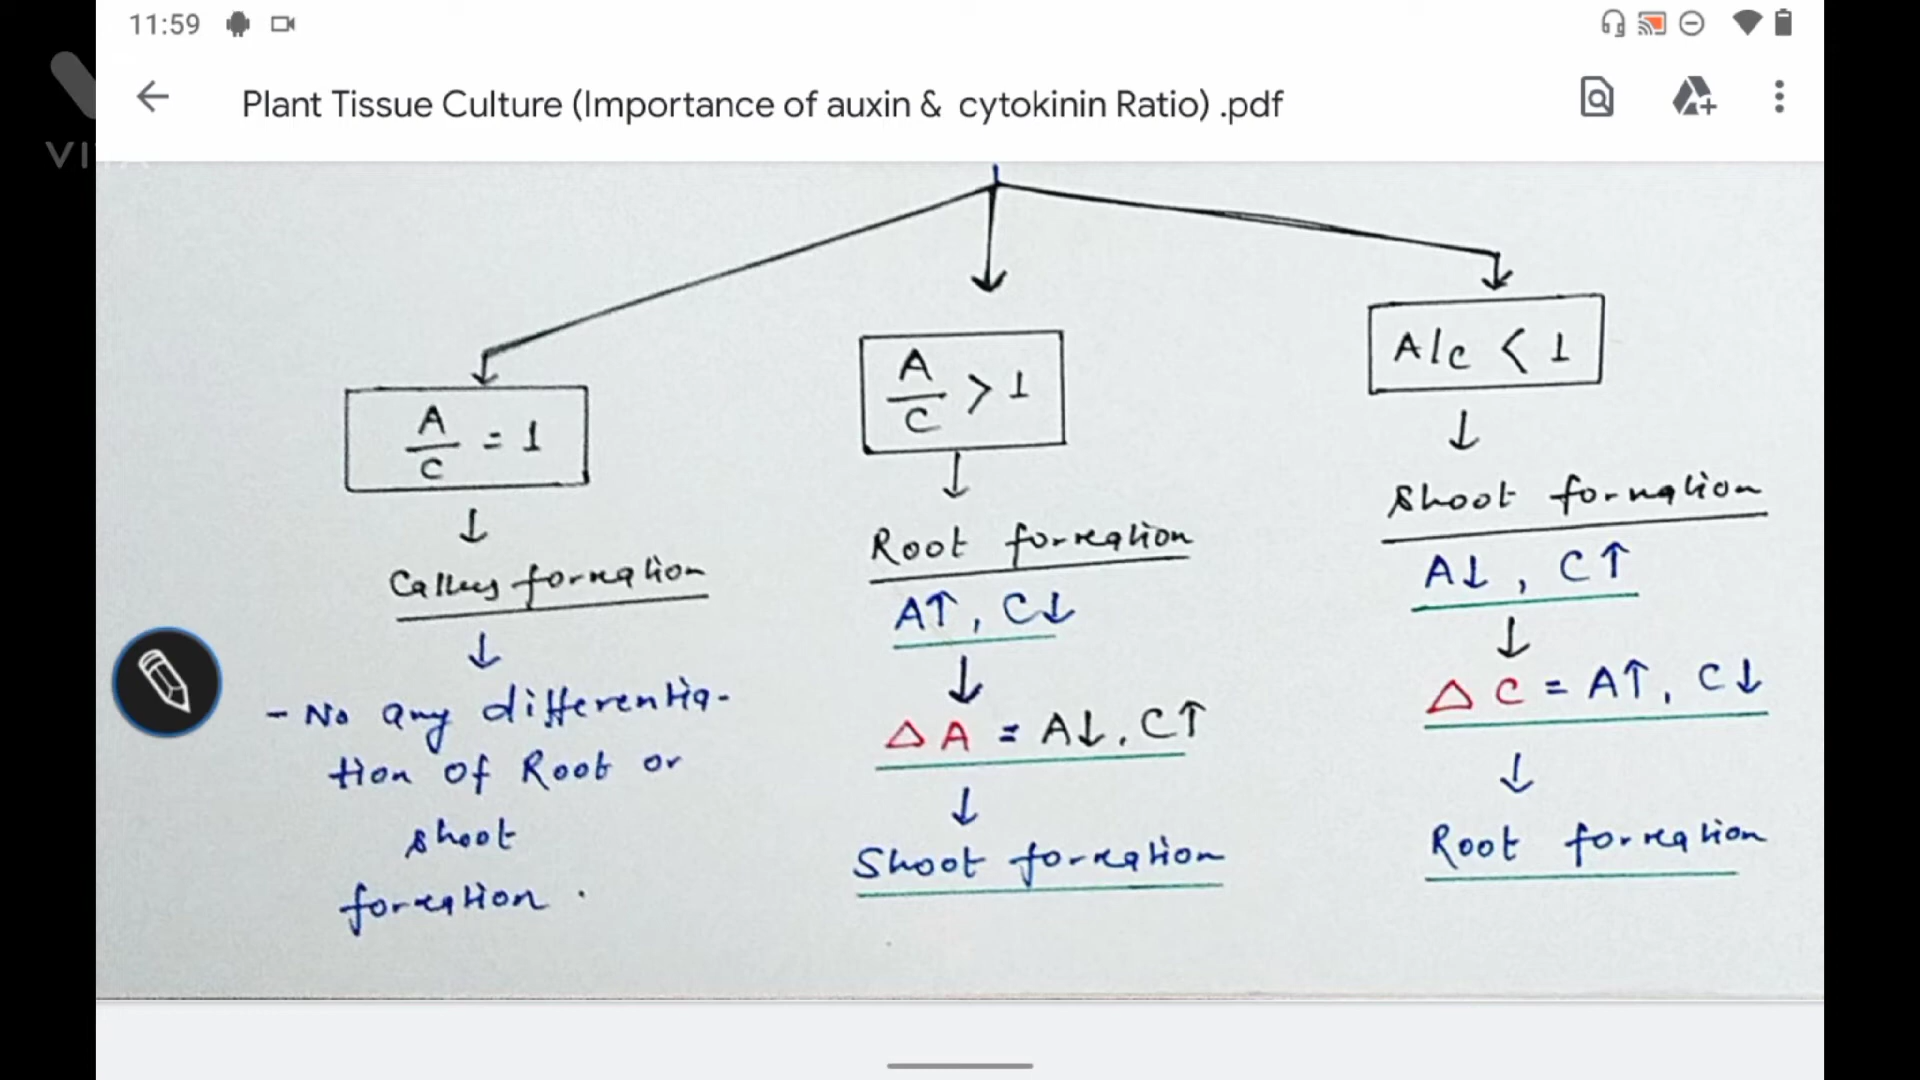 11:59
VITA
Plant Tissue Culture (Importance of auxin & cytokinin Ratio) .pdf
A/C = 1
↓
Callus formation
↓
- No any differentia-
tion of Root or
shoot
formation .
A/C > 1
↓
Root formation
A↑, C↓
↓
Δ A = A↓, C↑
↓
Shoot formation
A/C < 1
↓
Shoot formation
A↓, C↑
↓
Δ C = A↑, C↓
↓
Root formation